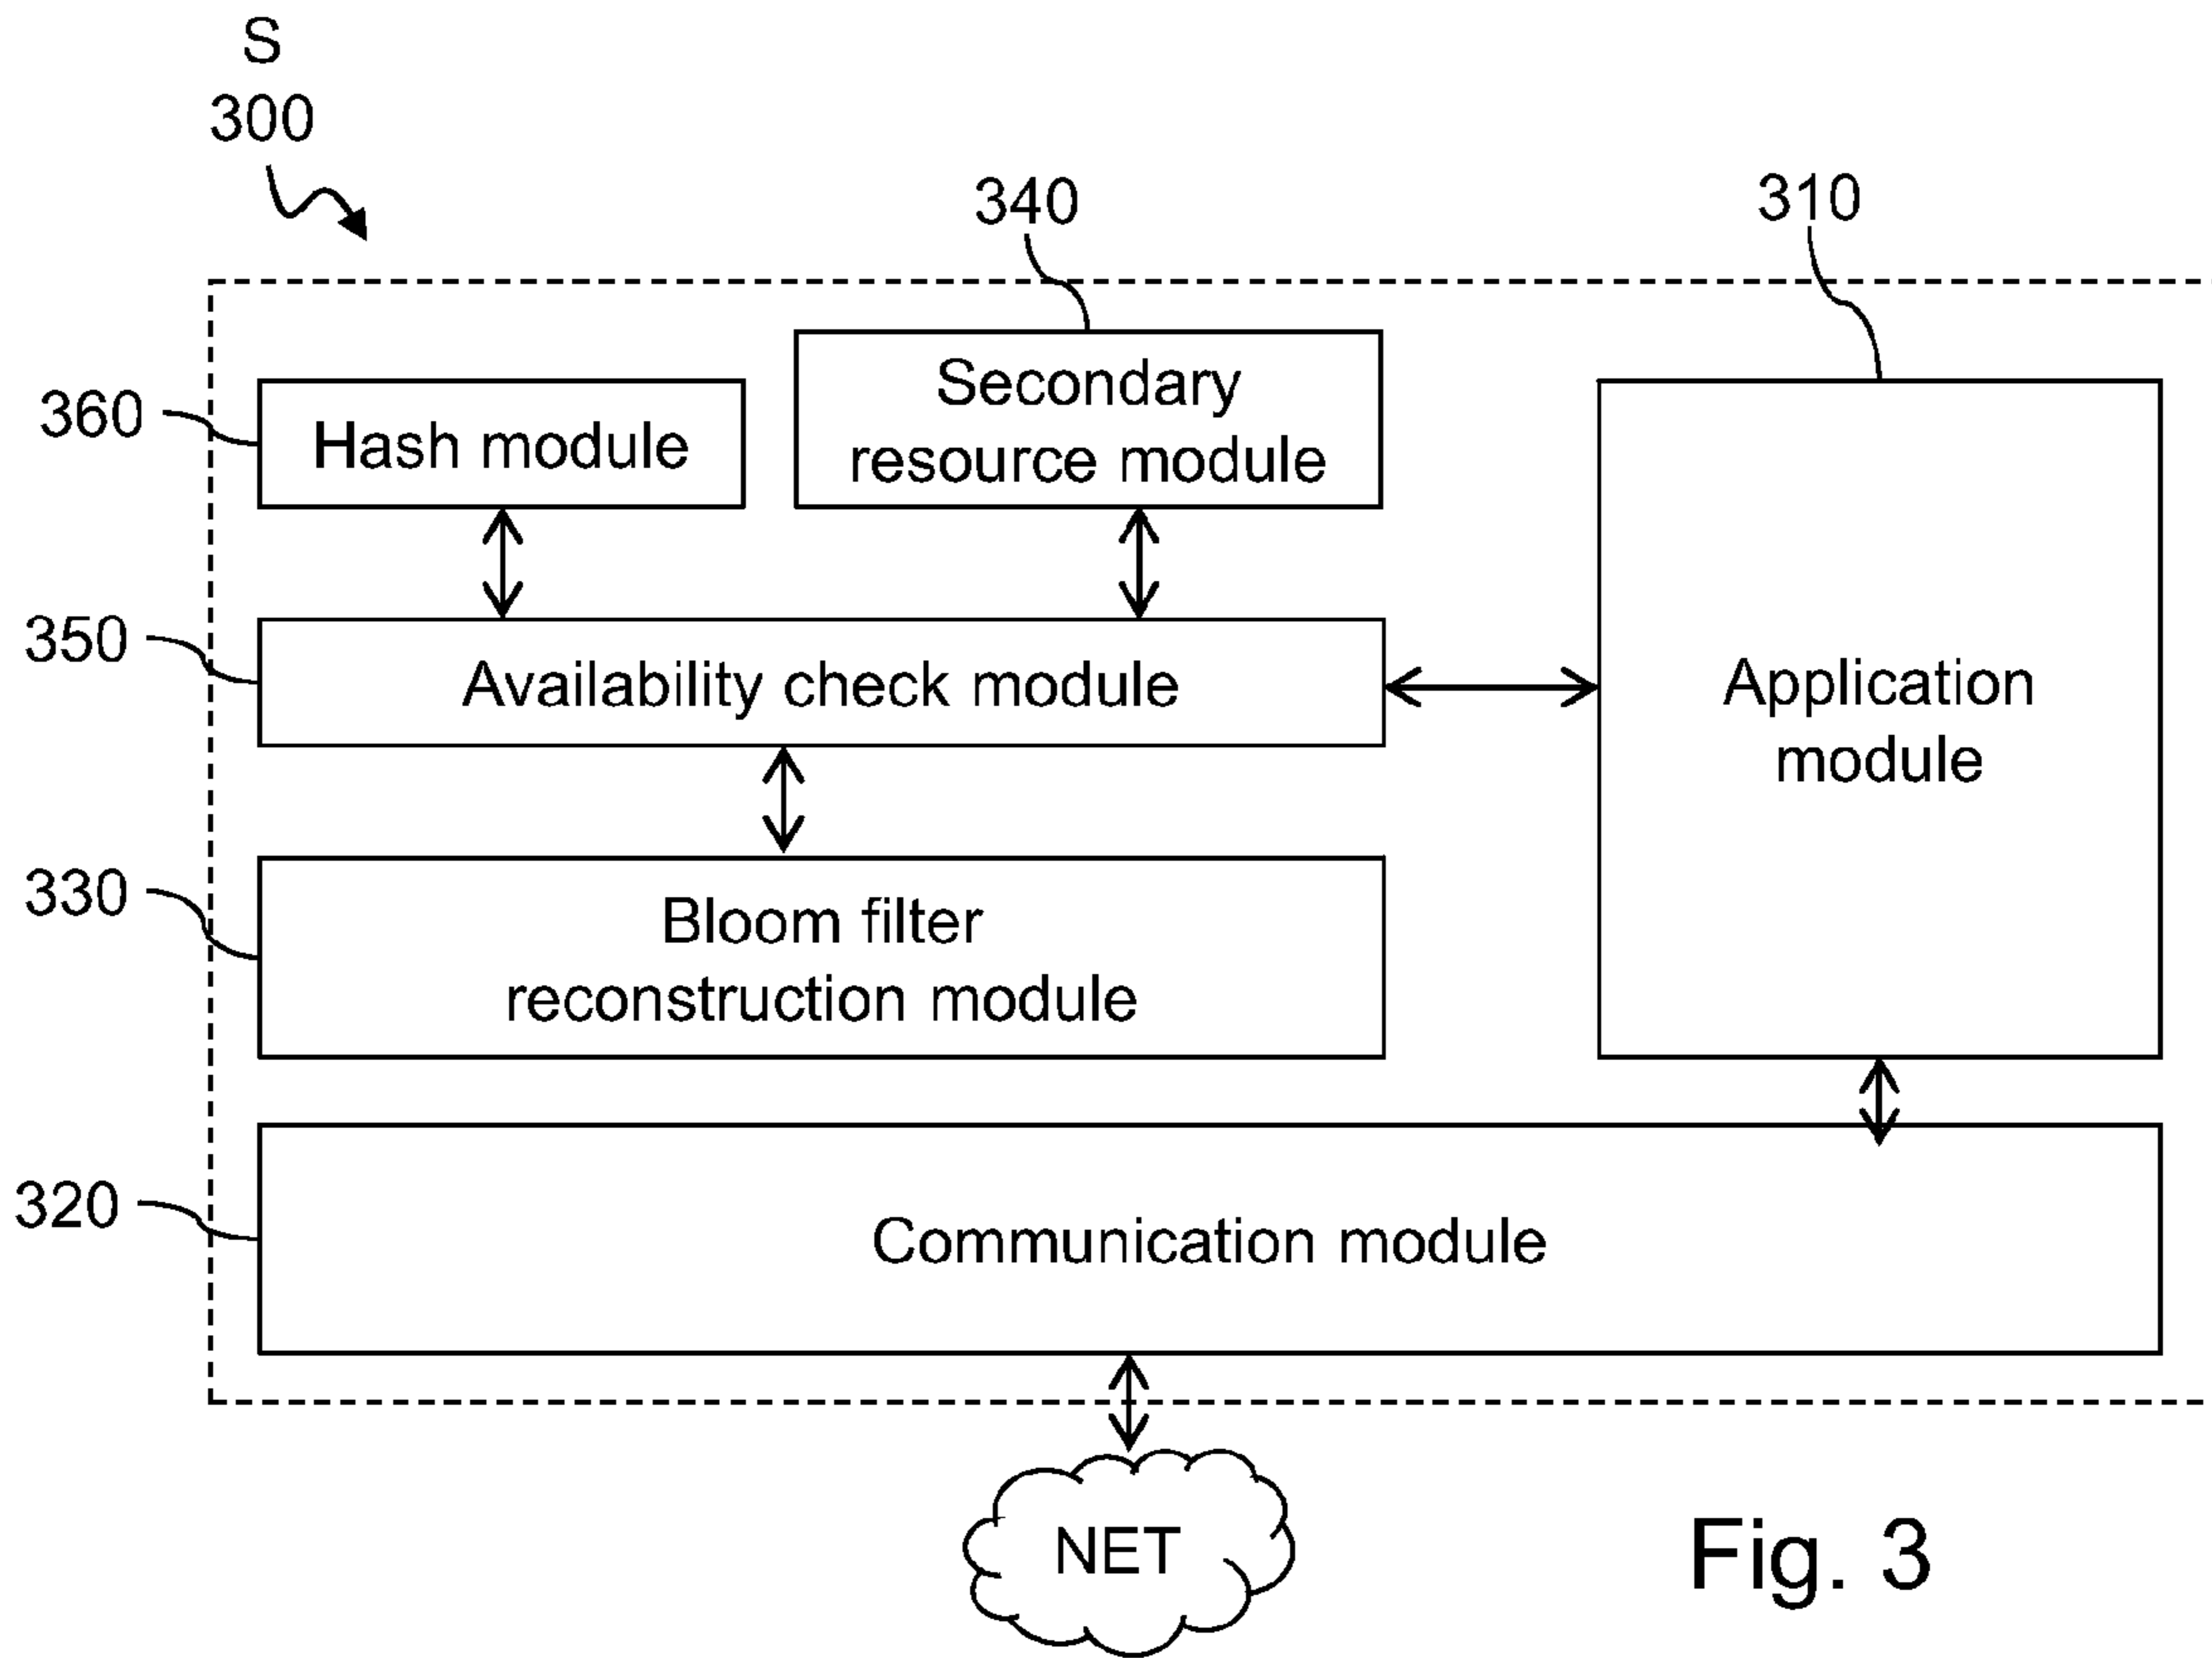 S
300
340
310
360
Hash module
Secondary
resource module
350
Availability check module
Application
module
330
Bloom filter
reconstruction module
320
Communication module
NET
Fig. 3